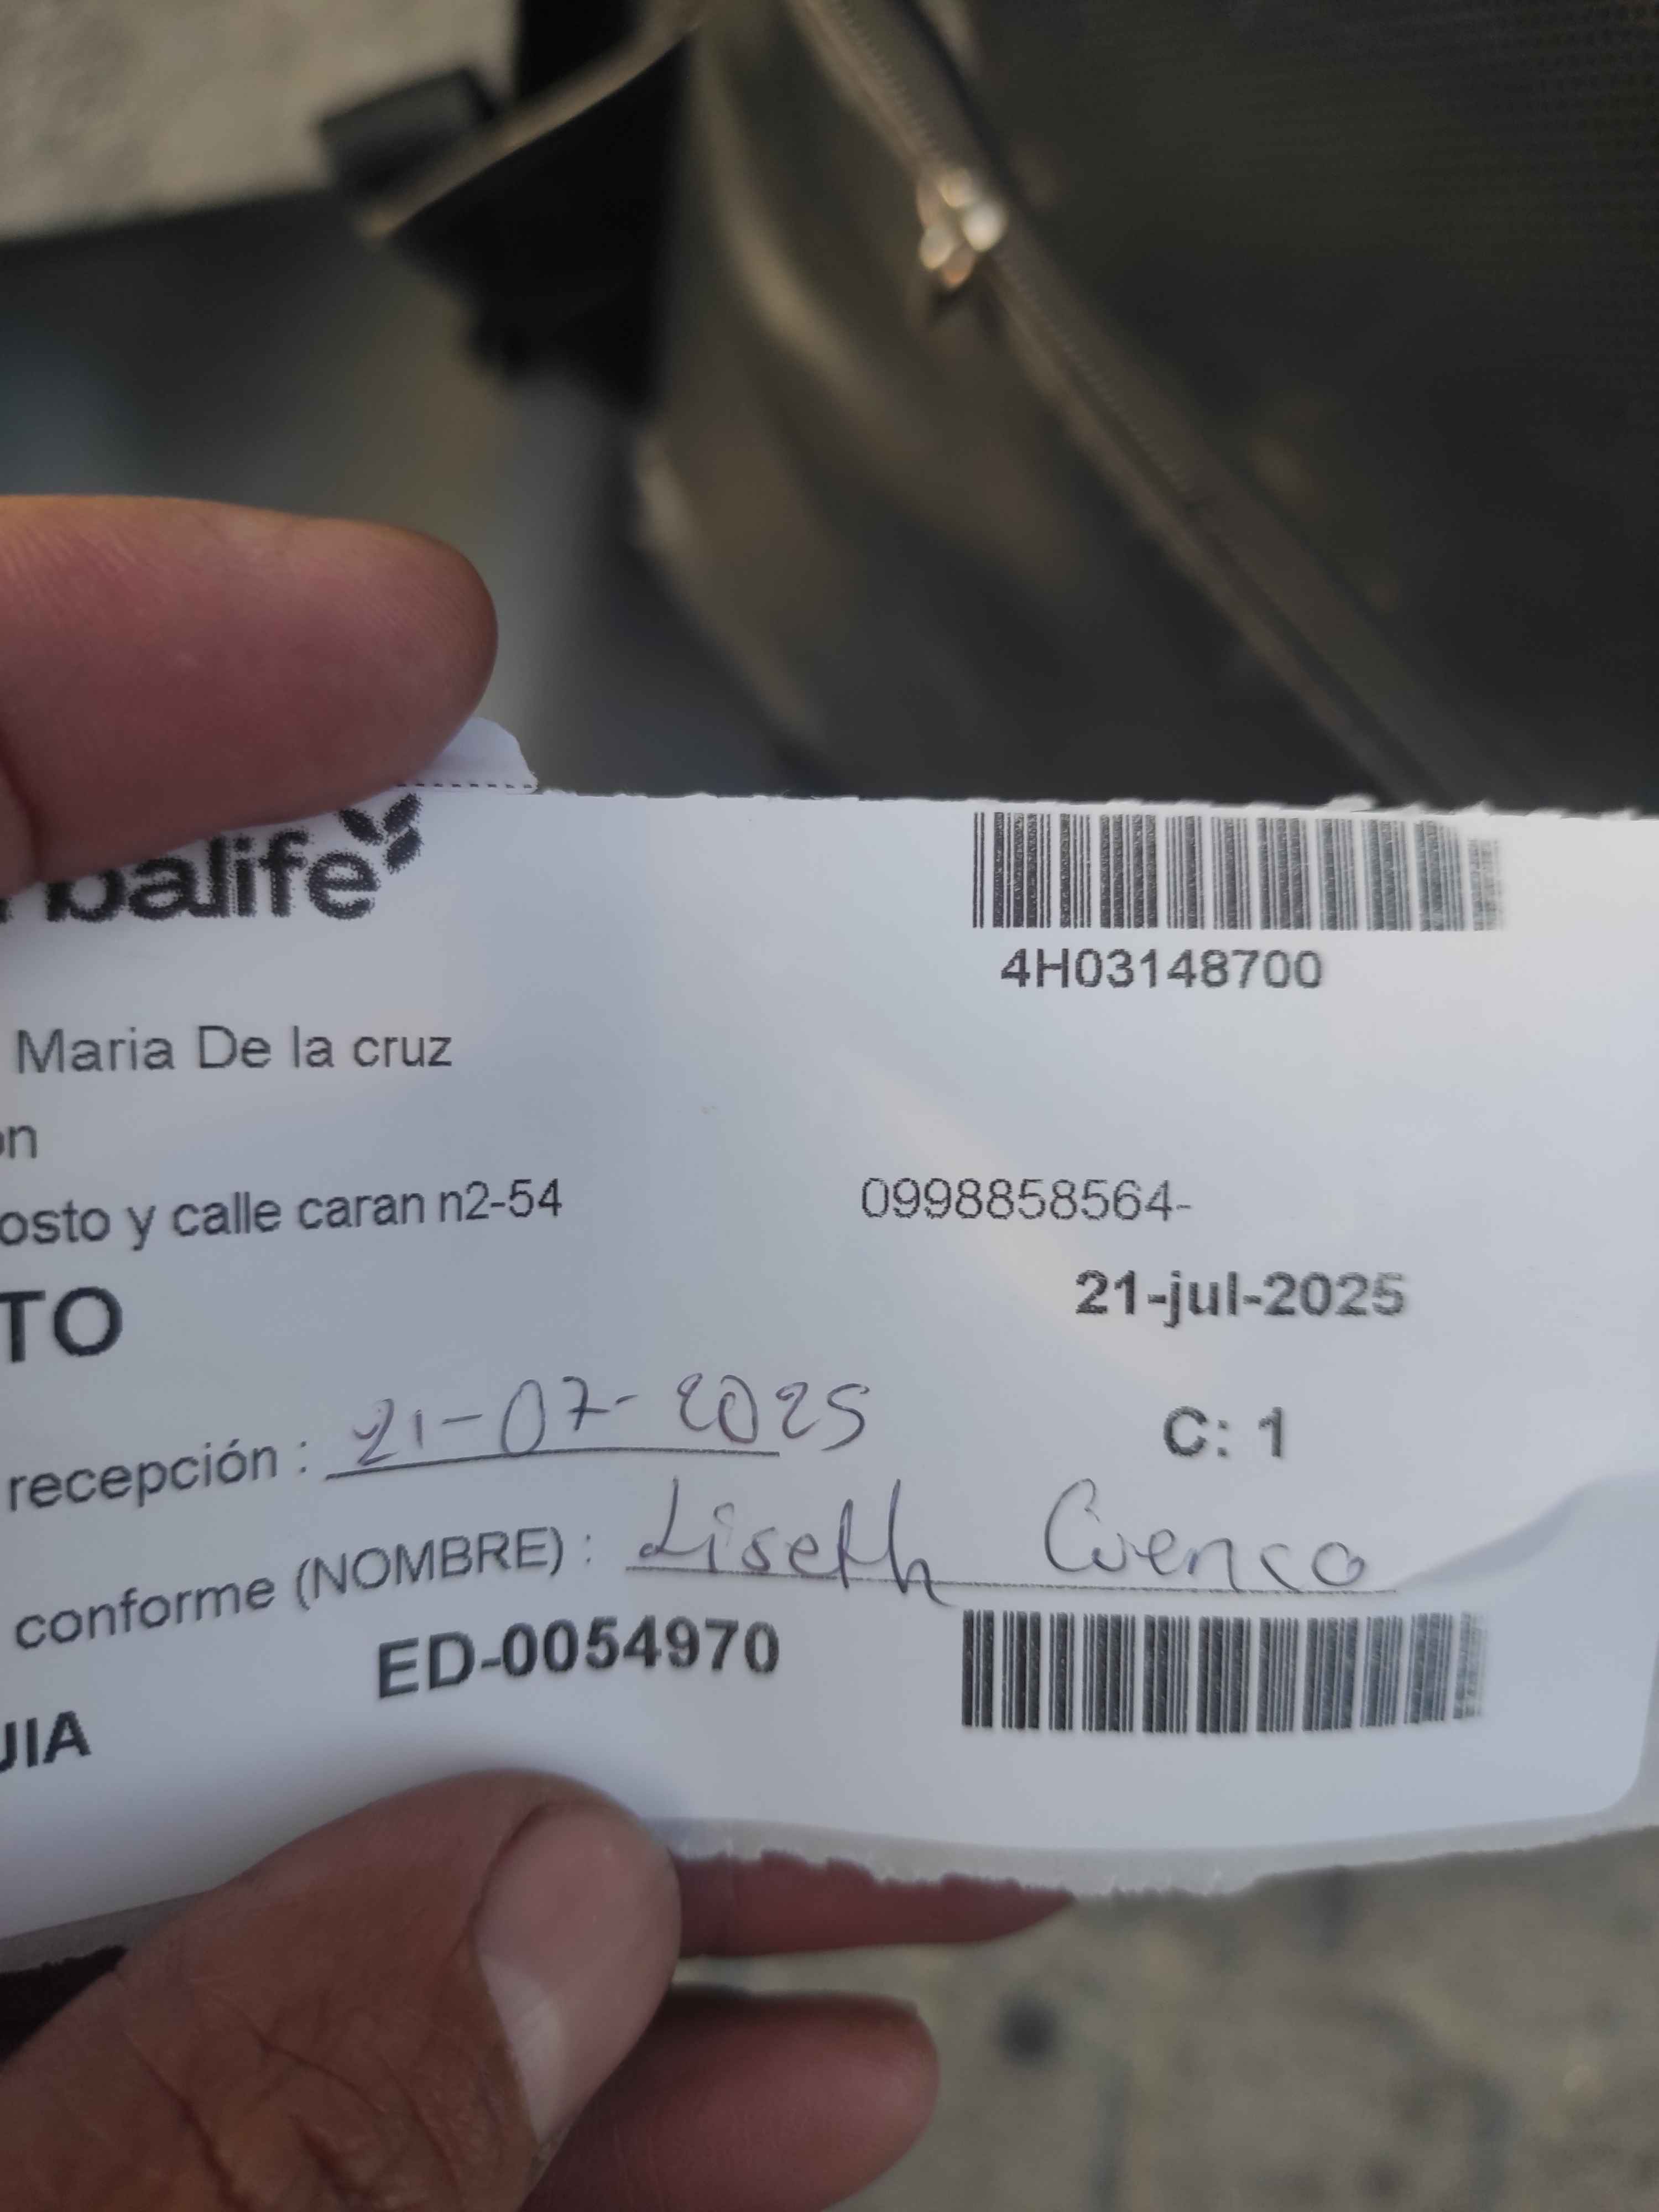 balife
4H03148700
Maria De la cruz
on
osto y calle caran n2-54 0998858564-
TO 21-jul-2025
recepción : 21-07-2025 C: 1
conforme (NOMBRE) : Liseth Cuenca
ED-0054970
JIA